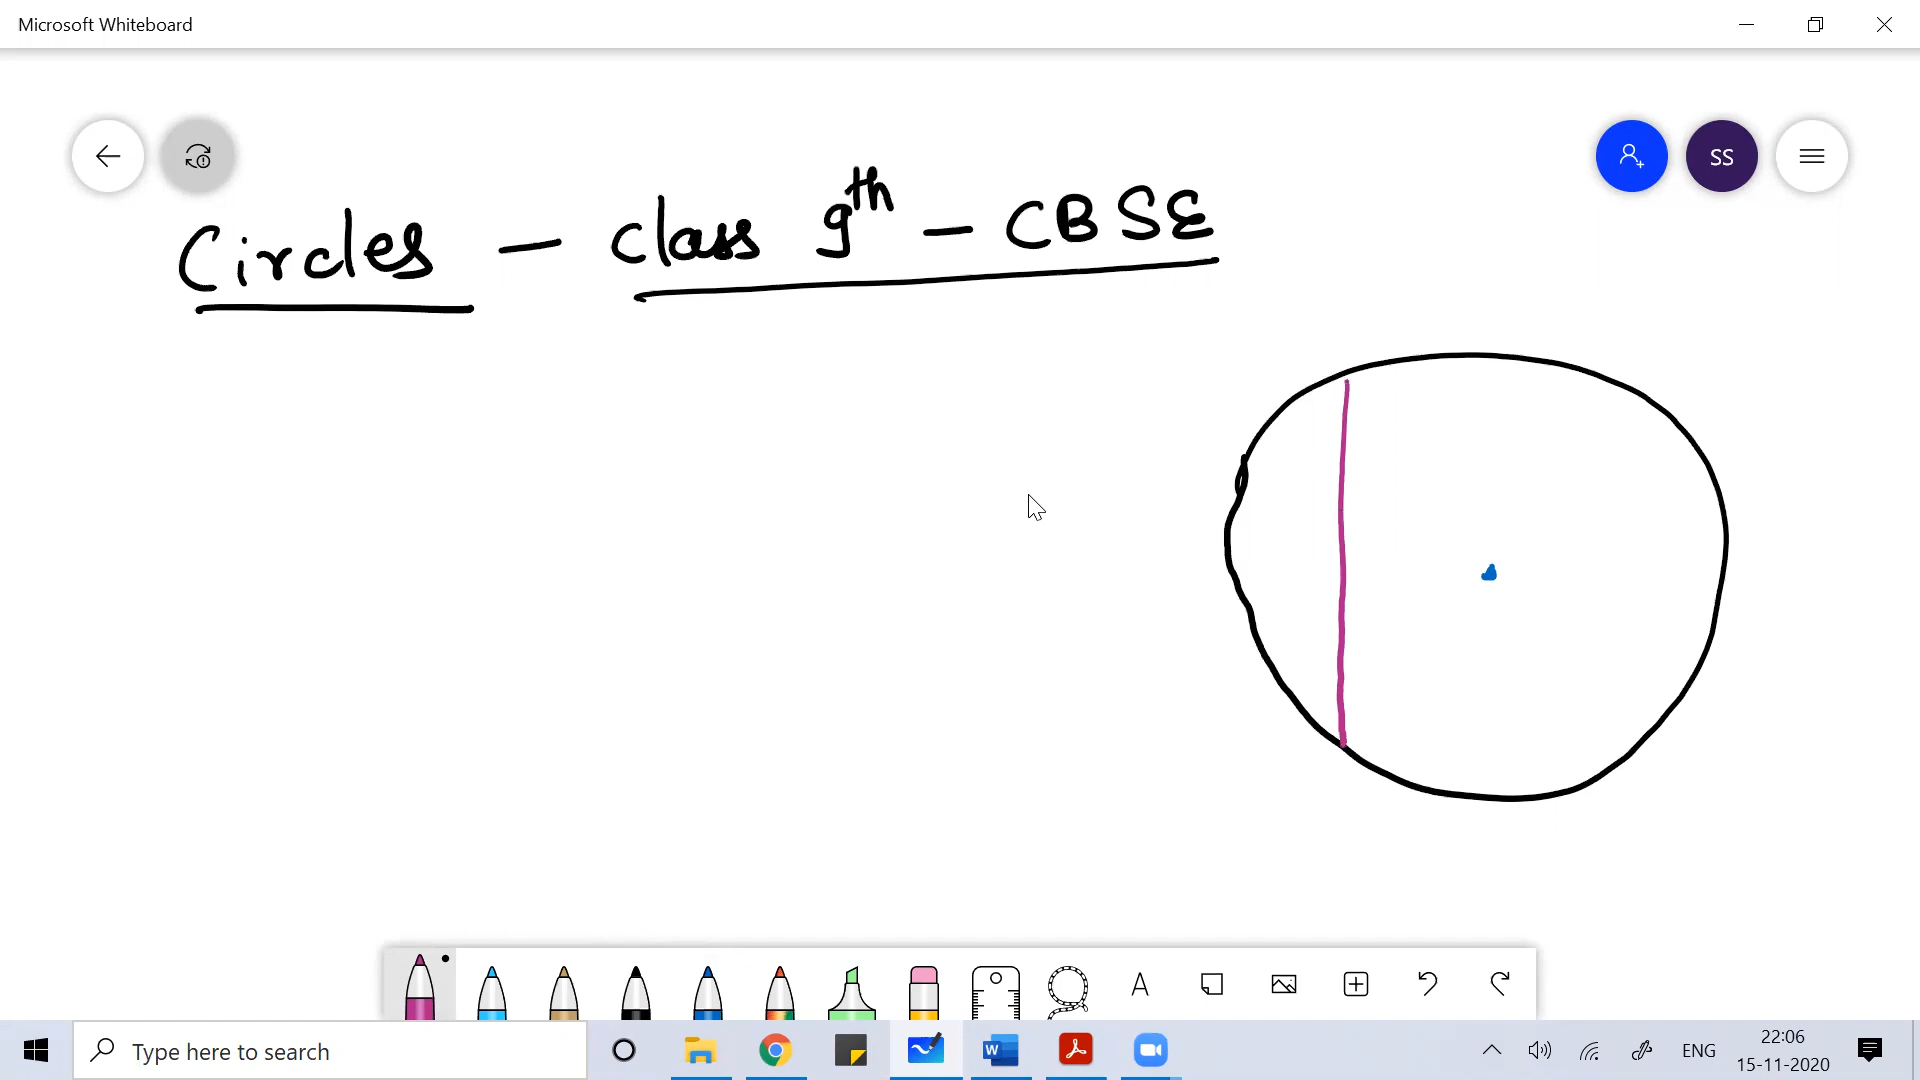 Microsoft Whiteboard
SS
Circles – class 9th – CBSE
A
Type here to search
ENG
22:06
15-11-2020